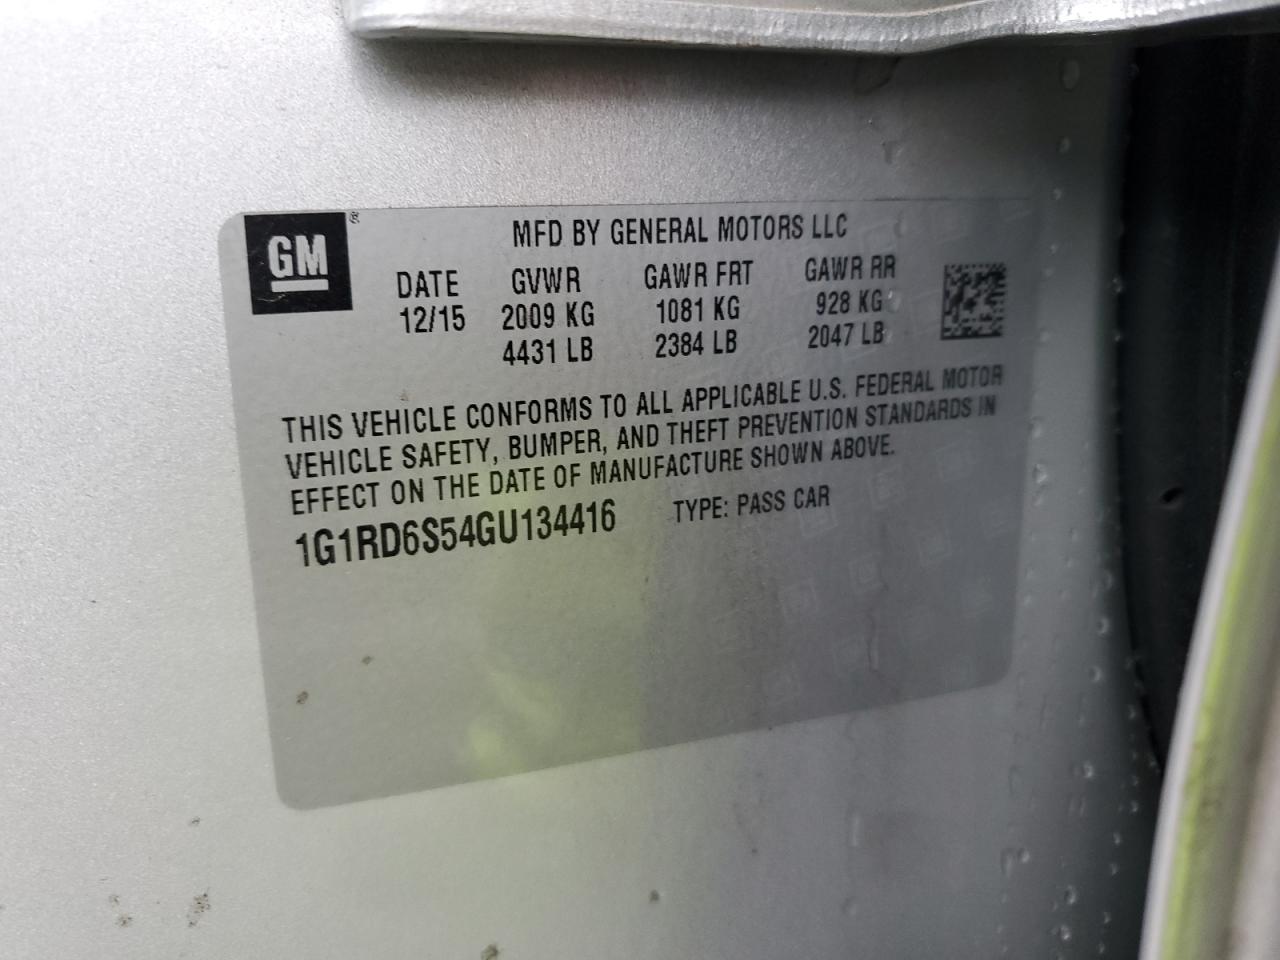 GM®
MFD BY GENERAL MOTORS LLC
DATE GVWR GAWR FRT GAWR RR
12/15 2009 KG 1081 KG 928 KG
4431 LB 2384 LB 2047 LB
THIS VEHICLE CONFORMS TO ALL APPLICABLE U.S. FEDERAL MOTOR
VEHICLE SAFETY, BUMPER, AND THEFT PREVENTION STANDARDS IN
EFFECT ON THE DATE OF MANUFACTURE SHOWN ABOVE.
1G1RD6S54GU134416 TYPE: PASS CAR